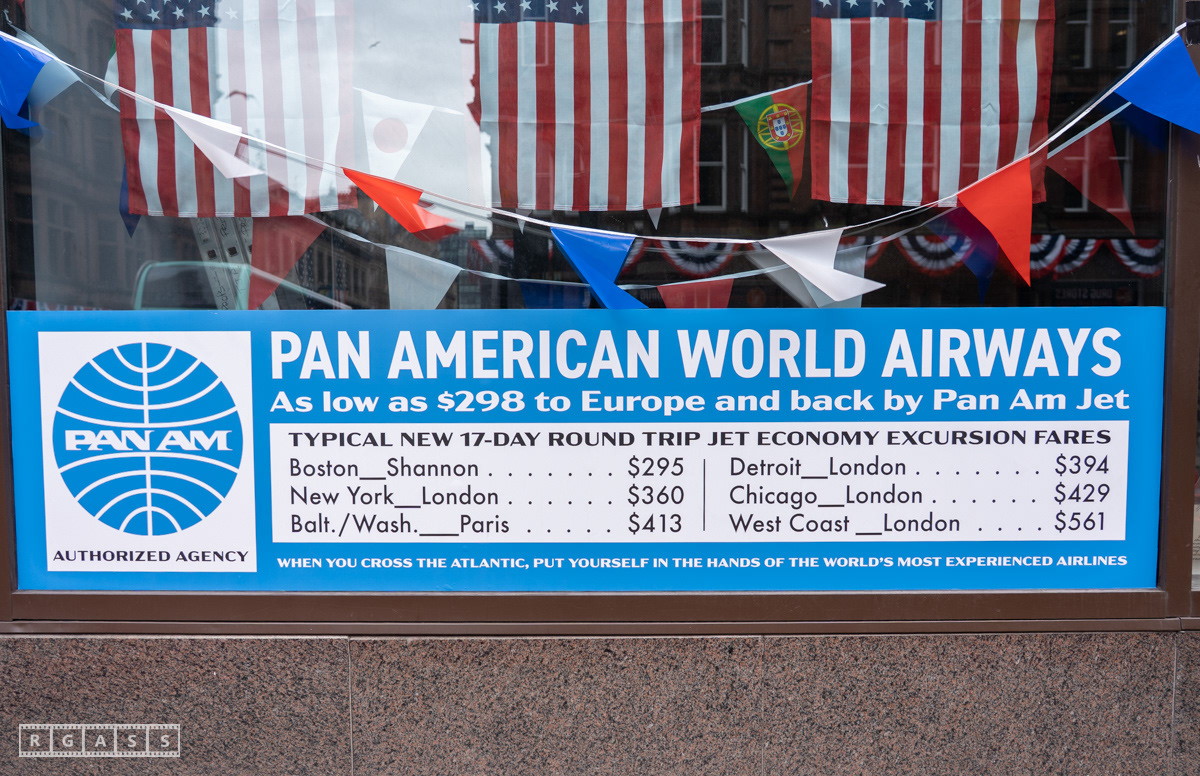 PAN AMERICAN WORLD AIRWAYS
As low as $298 to Europe and back by Pan Am Jet
PAN AM
AUTHORIZED AGENCY
TYPICAL NEW 17-DAY ROUND TRIP JET ECONOMY EXCURSION FARES
Boston__Shannon . . . . . . . $295
New York__London . . . . . . $360
Balt./Wash.___Paris . . . . . $413
Detroit__London . . . . . . . $394
Chicago__London . . . . . . $429
West Coast __London . . . . $561
WHEN YOU CROSS THE ATLANTIC, PUT YOURSELF IN THE HANDS OF THE WORLD'S MOST EXPERIENCED AIRLINES
RGASS